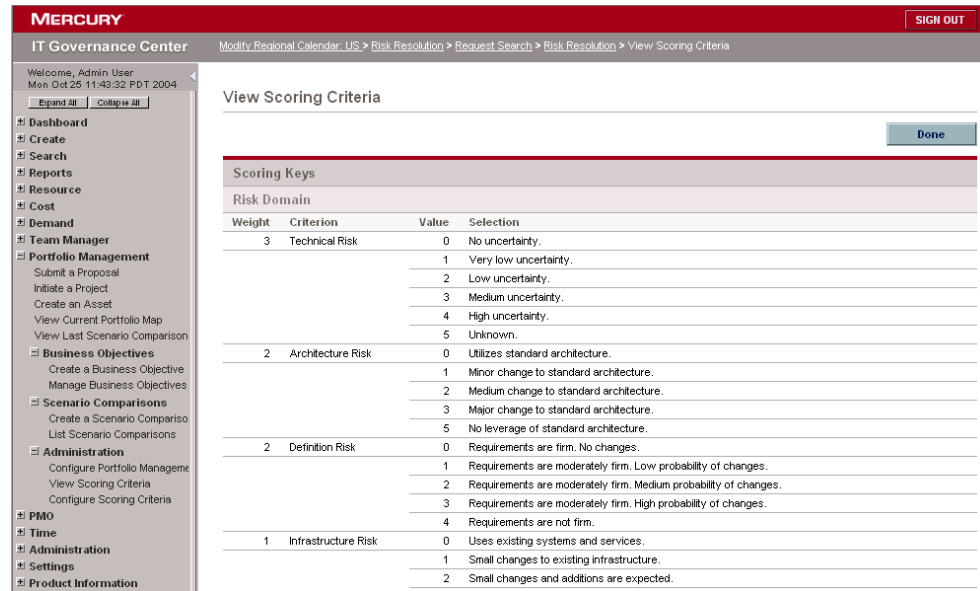 MERCURY
SIGN OUT
IT Governance Center
Modify Regional Calendar: US > Risk Resolution > Request Search > Risk Resolution > View Scoring Criteria
Welcome, Admin User
Mon Oct 25 11:43:32 PDT 2004
Expand All Collapse All
Dashboard
Create
Search
Reports
Resource
Cost
Demand
Team Manager
Portfolio Management
Submit a Proposal
Initiate a Project
Create an Asset
View Current Portfolio Map
View Last Scenario Comparison
Business Objectives
Create a Business Objective
Manage Business Objectives
Scenario Comparisons
Create a Scenario Compariso
List Scenario Comparisons
Administration
Configure Portfolio Manageme
View Scoring Criteria
Configure Scoring Criteria
PMO
Time
Administration
Settings
Product Information
View Scoring Criteria
Done
Scoring Keys
Risk Domain
Weight Criterion Value Selection
3 Technical Risk 0 No uncertainty.
1 Very low uncertainty.
2 Low uncertainty.
3 Medium uncertainty.
4 High uncertainty.
5 Unknown.
2 Architecture Risk 0 Utilizes standard architecture.
1 Minor change to standard architecture.
2 Medium change to standard architecture.
3 Major change to standard architecture.
5 No leverage of standard architecture.
2 Definition Risk 0 Requirements are firm. No changes.
1 Requirements are moderately firm. Low probability of changes.
2 Requirements are moderately firm. Medium probability of changes.
3 Requirements are moderately firm. High probability of changes.
4 Requirements are not firm.
1 Infrastructure Risk 0 Uses existing systems and services.
1 Small changes to existing infrastructure.
2 Small changes and additions are expected.